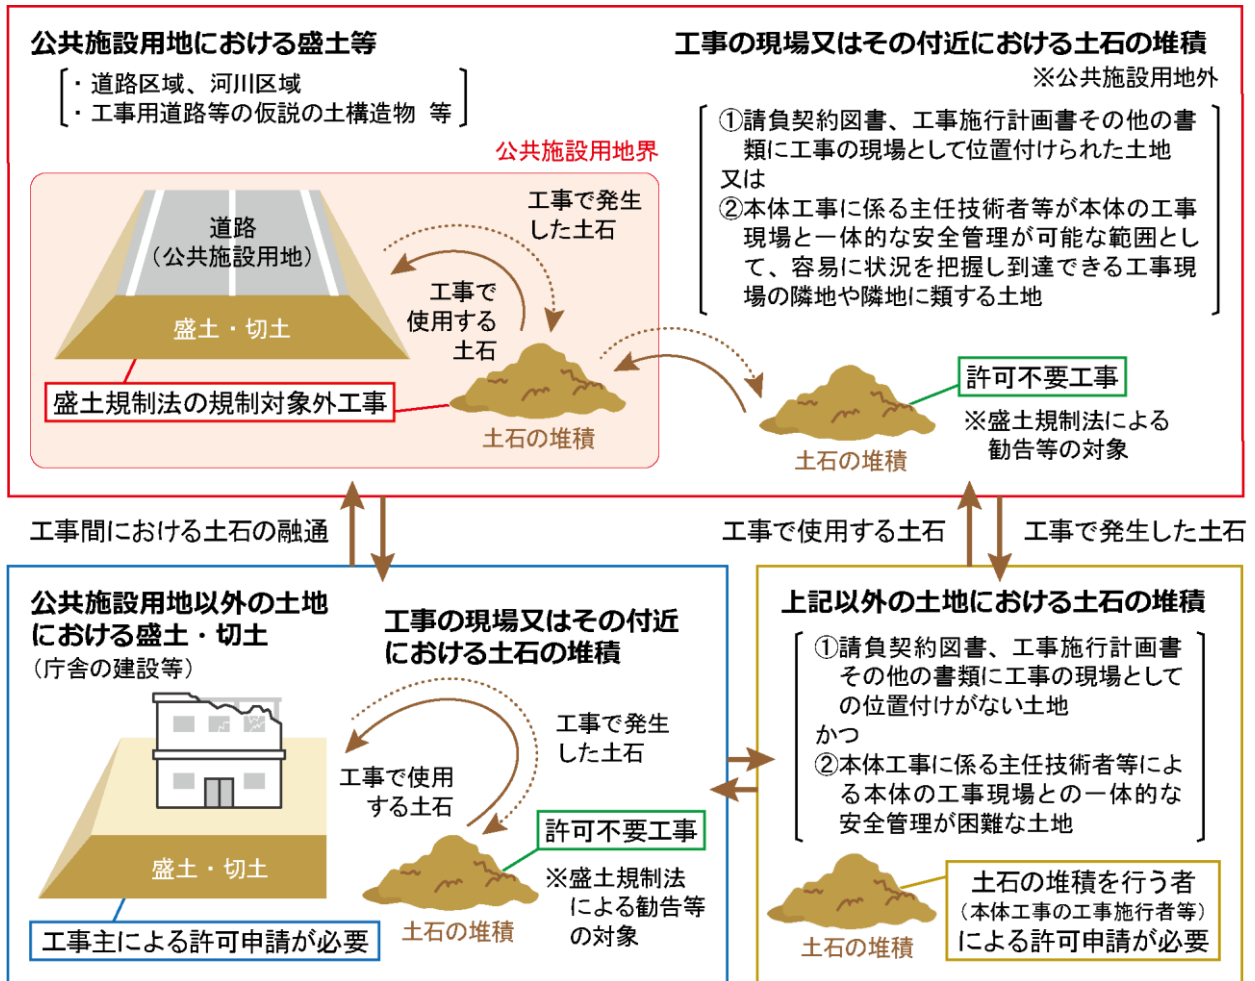 公共施設用地における盛土等
・道路区域、河川区域
・工事用道路等の仮説の土構造物 等
公共施設用地界
道路
（公共施設用地）
盛土・切土
工事で発生
した土石
工事で
使用する
土石
盛土規制法の規制対象外工事
土石の堆積
工事の現場又はその付近における土石の堆積
※公共施設用地外
①請負契約図書、工事施行計画書その他の書
類に工事の現場として位置付けられた土地
又は
②本体工事に係る主任技術者等が本体の工事
現場と一体的な安全管理が可能な範囲とし
て、容易に状況を把握し到達できる工事現
場の隣地や隣地に類する土地
許可不要工事
※盛土規制法による
勧告等の対象
土石の堆積
工事間における土石の融通
工事で使用する土石
工事で発生した土石
公共施設用地以外の土地
における盛土・切土
（庁舎の建設等）
盛土・切土
工事主による許可申請が必要
工事の現場又はその付近
における土石の堆積
工事で発生
した土石
工事で使用
する土石
許可不要工事
※盛土規制法
による勧告等
の対象
土石の堆積
上記以外の土地における土石の堆積
①請負契約図書、工事施行計画書
その他の書類に工事の現場として
の位置付けがない土地
かつ
②本体工事に係る主任技術者等によ
る本体の工事現場との一体的な
安全管理が困難な土地
土石の堆積
土石の堆積を行う者
（本体工事の工事施行者等）
による許可申請が必要